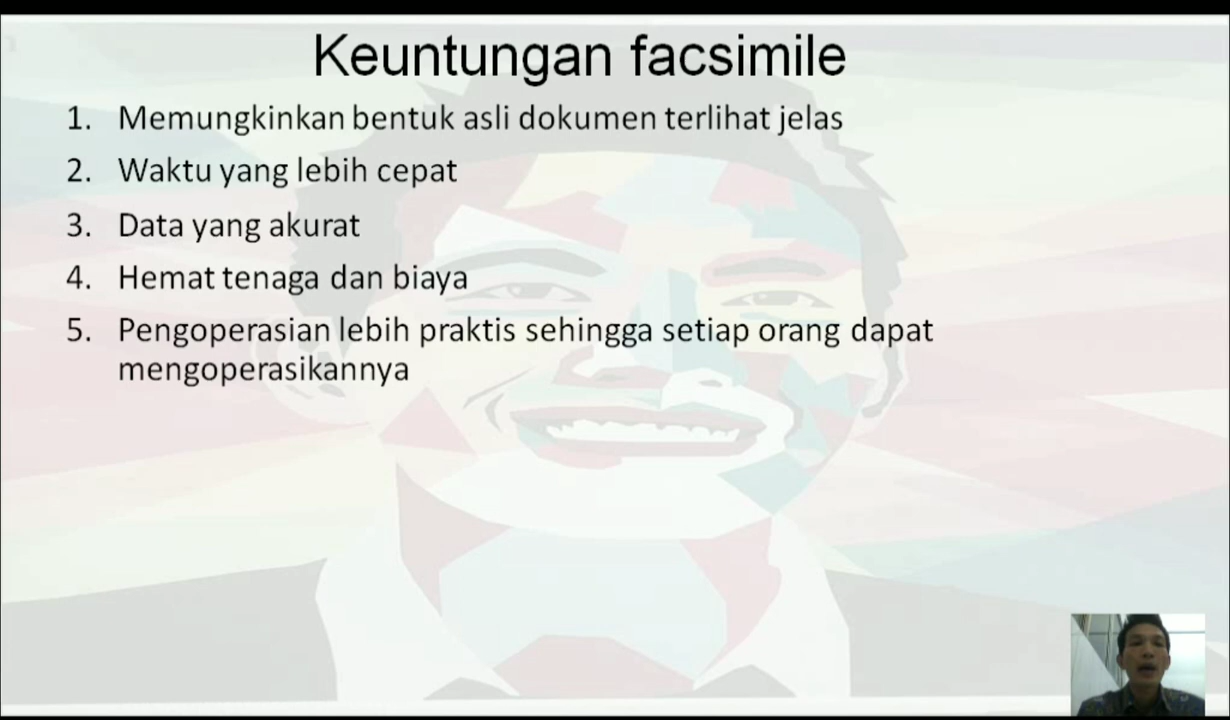 Keuntungan facsimile
1. Memungkinkan bentuk asli dokumen terlihat jelas
2. Waktu yang lebih cepat
3. Data yang akurat
4. Hemat tenaga dan biaya
5. Pengoperasian lebih praktis sehingga setiap orang dapat
mengoperasikannya